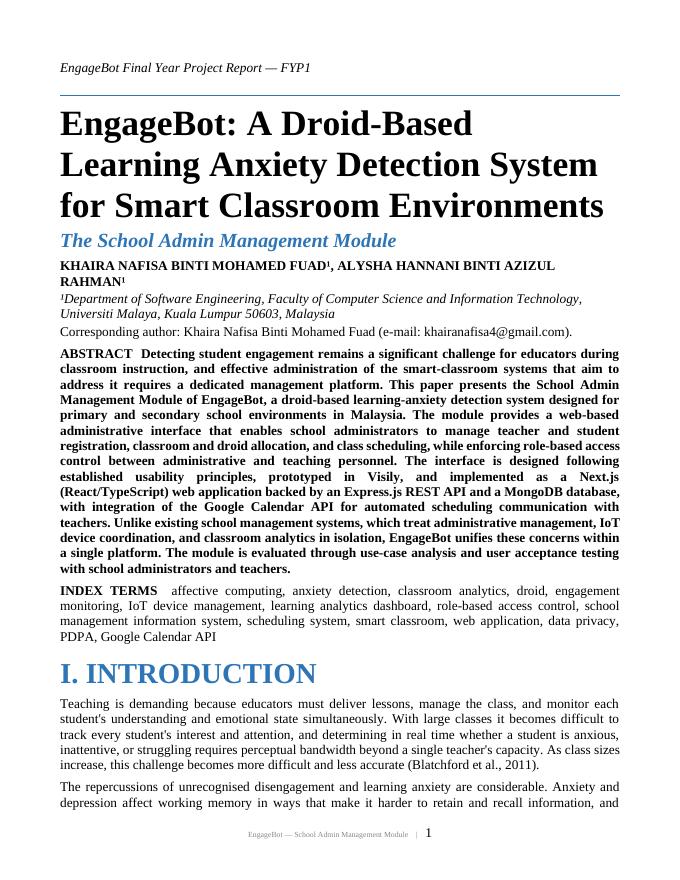 EngageBot Final Year Project Report — FYP1
EngageBot: A Droid-Based
Learning Anxiety Detection System
for Smart Classroom Environments
The School Admin Management Module
KHAIRA NAFISA BINTI MOHAMED FUAD¹, ALYSHA HANNANI BINTI AZIZUL
RAHMAN¹
¹Department of Software Engineering, Faculty of Computer Science and Information Technology,
Universiti Malaya, Kuala Lumpur 50603, Malaysia
Corresponding author: Khaira Nafisa Binti Mohamed Fuad (e-mail: khairanafisa4@gmail.com).
ABSTRACT Detecting student engagement remains a significant challenge for educators during
classroom instruction, and effective administration of the smart-classroom systems that aim to
address it requires a dedicated management platform. This paper presents the School Admin
Management Module of EngageBot, a droid-based learning-anxiety detection system designed for
primary and secondary school environments in Malaysia. The module provides a web-based
administrative interface that enables school administrators to manage teacher and student
registration, classroom and droid allocation, and class scheduling, while enforcing role-based access
control between administrative and teaching personnel. The interface is designed following
established usability principles, prototyped in Visily, and implemented as a Next.js
(React/TypeScript) web application backed by an Express.js REST API and a MongoDB database,
with integration of the Google Calendar API for automated scheduling communication with
teachers. Unlike existing school management systems, which treat administrative management, IoT
device coordination, and classroom analytics in isolation, EngageBot unifies these concerns within
a single platform. The module is evaluated through use-case analysis and user acceptance testing
with school administrators and teachers.
INDEX TERMS affective computing, anxiety detection, classroom analytics, droid, engagement
monitoring, IoT device management, learning analytics dashboard, role-based access control, school
management information system, scheduling system, smart classroom, web application, data privacy,
PDPA, Google Calendar API
I. INTRODUCTION
Teaching is demanding because educators must deliver lessons, manage the class, and monitor each
student's understanding and emotional state simultaneously. With large classes it becomes difficult to
track every student's interest and attention, and determining in real time whether a student is anxious,
inattentive, or struggling requires perceptual bandwidth beyond a single teacher's capacity. As class sizes
increase, this challenge becomes more difficult and less accurate (Blatchford et al., 2011).
The repercussions of unrecognised disengagement and learning anxiety are considerable. Anxiety and
depression affect working memory in ways that make it harder to retain and recall information, and
EngageBot — School Admin Management Module | 1